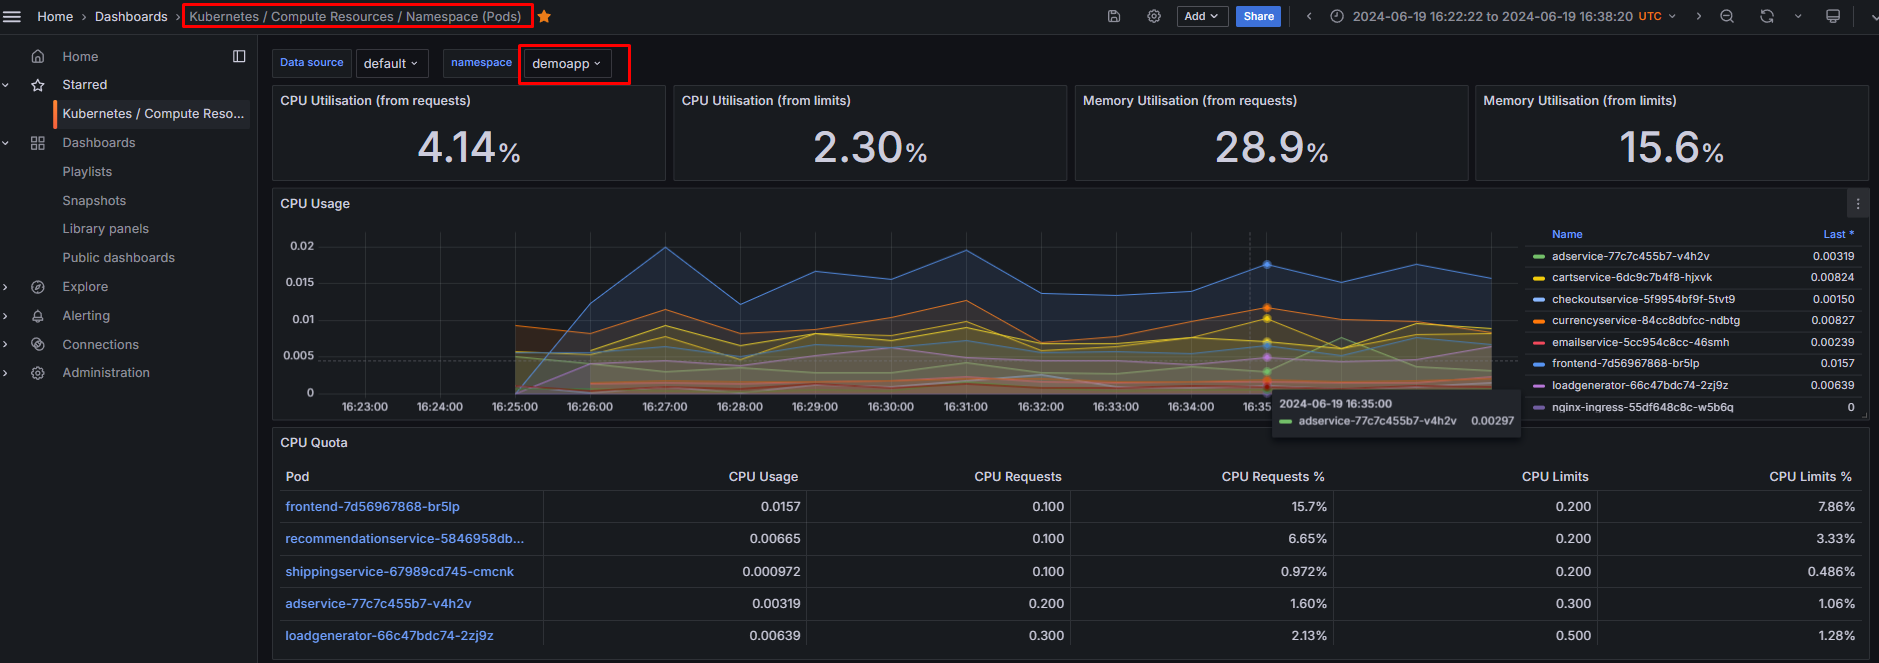 Home › Dashboards › Kubernetes / Compute Resources / Namespace (Pods)
Add
Share
2024-06-19 16:22:22 to 2024-06-19 16:38:20 UTC
Home
Starred
Kubernetes / Compute Reso...
Dashboards
Playlists
Snapshots
Library panels
Public dashboards
Explore
Alerting
Connections
Administration
Data source default namespace demoapp
CPU Utilisation (from requests)
4.14%
CPU Utilisation (from limits)
2.30%
Memory Utilisation (from requests)
28.9%
Memory Utilisation (from limits)
15.6%
CPU Usage
0.02
0.015
0.01
0.005
0
16:23:00 16:24:00 16:25:00 16:26:00 16:27:00 16:28:00 16:29:00 16:30:00 16:31:00 16:32:00 16:33:00 16:34:00 16:35
2024-06-19 16:35:00
adservice-77c7c455b7-v4h2v 0.00297
Name Last *
adservice-77c7c455b7-v4h2v 0.00319
cartservice-6dc9c7b4f8-hjxvk 0.00824
checkoutservice-5f9954bf9f-5tvt9 0.00150
currencyservice-84cc8dbfcc-ndbtg 0.00827
emailservice-5cc954c8cc-46smh 0.00239
frontend-7d56967868-br5lp 0.0157
loadgenerator-66c47bdc74-2zj9z 0.00639
nginx-ingress-55df648c8c-w5b6q 0
CPU Quota
Pod CPU Usage CPU Requests CPU Requests % CPU Limits CPU Limits %
frontend-7d56967868-br5lp 0.0157 0.100 15.7% 0.200 7.86%
recommendationservice-5846958db... 0.00665 0.100 6.65% 0.200 3.33%
shippingservice-67989cd745-cmcnk 0.000972 0.100 0.972% 0.200 0.486%
adservice-77c7c455b7-v4h2v 0.00319 0.200 1.60% 0.300 1.06%
loadgenerator-66c47bdc74-2zj9z 0.00639 0.300 2.13% 0.500 1.28%